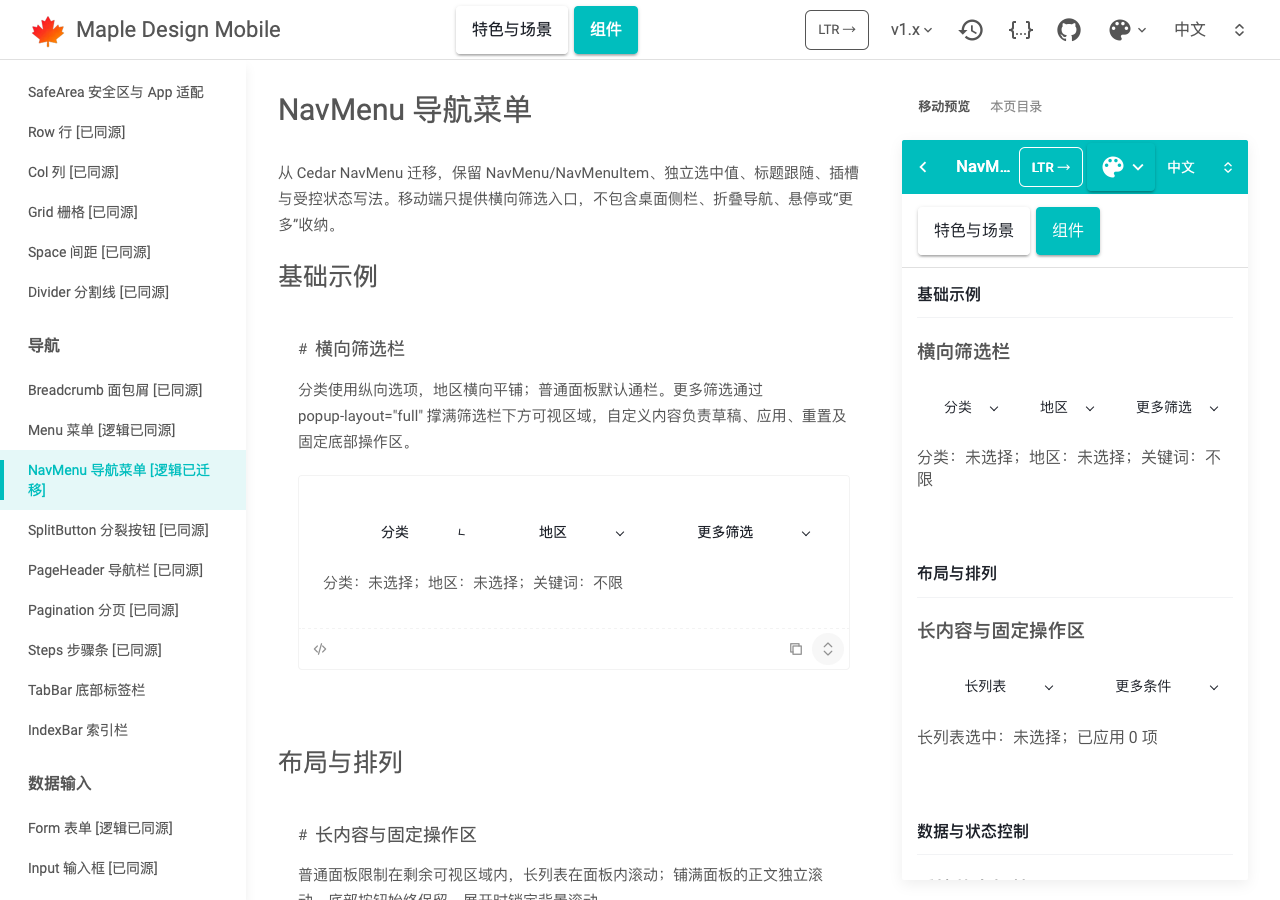 Maple Design Mobile
特色与场景
组件
LTR →
v1.x
{..}
中文
SafeArea 安全区与 App 适配
Row 行 [已同源]
Col 列 [已同源]
Grid 栅格 [已同源]
Space 间距 [已同源]
Divider 分割线 [已同源]
导航
Breadcrumb 面包屑 [已同源]
Menu 菜单 [逻辑已同源]
NavMenu 导航菜单 [逻辑已迁
移]
SplitButton 分裂按钮 [已同源]
PageHeader 导航栏 [已同源]
Pagination 分页 [已同源]
Steps 步骤条 [已同源]
TabBar 底部标签栏
IndexBar 索引栏
数据输入
Form 表单 [逻辑已同源]
Input 输入框 [已同源]
NavMenu 导航菜单
从 Cedar NavMenu 迁移，保留 NavMenu/NavMenuItem、独立选中值、标题跟随、插槽
与受控状态写法。移动端只提供横向筛选入口，不包含桌面侧栏、折叠导航、悬停或“更
多”收纳。
基础示例
# 横向筛选栏
分类使用纵向选项，地区横向平铺；普通面板默认通栏。更多筛选通过
popup-layout="full" 撑满筛选栏下方可视区域，自定义内容负责草稿、应用、重置及
固定底部操作区。
分类
地区
更多筛选
分类：未选择；地区：未选择；关键词：不限
布局与排列
# 长内容与固定操作区
普通面板限制在剩余可视区域内，长列表在面板内滚动；铺满面板的正文独立滚
动，底部按钮始终保留，展开时锁定背景滚动。
移动预览
本页目录
NavM...
LTR →
中文
特色与场景
组件
基础示例
横向筛选栏
分类
地区
更多筛选
分类：未选择；地区：未选择；关键词：不
限
布局与排列
长内容与固定操作区
长列表
更多条件
长列表选中：未选择；已应用 0 项
数据与状态控制